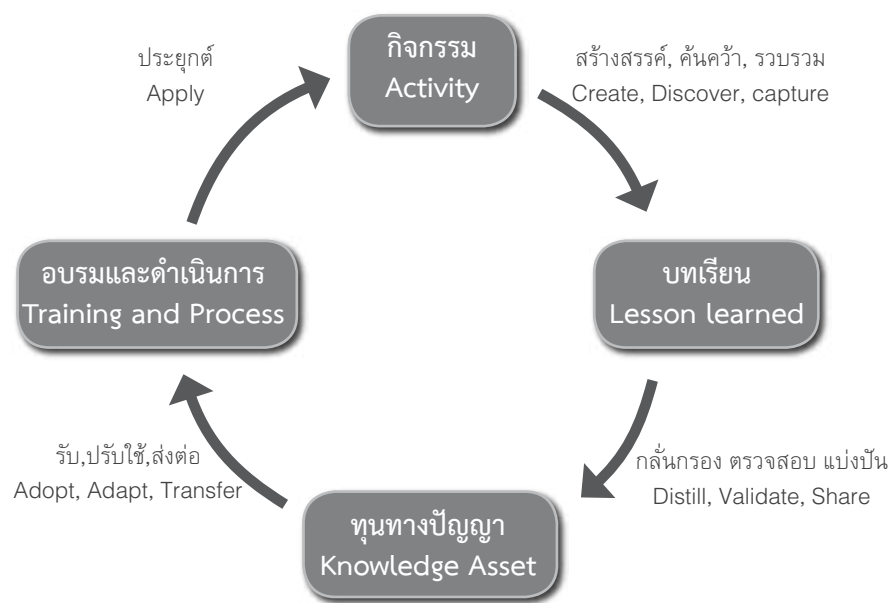 กิจกรรม
Activity
สร้างสรรค์, ค้นคว้า, รวบรวม
Create, Discover, capture
บทเรียน
Lesson learned
กลั่นกรอง ตรวจสอบ แบ่งปัน
Distill, Validate, Share
ทุนทางปัญญา
Knowledge Asset
รับ,ปรับใช้,ส่งต่อ
Adopt, Adapt, Transfer
อบรมและดำเนินการ
Training and Process
ประยุกต์
Apply